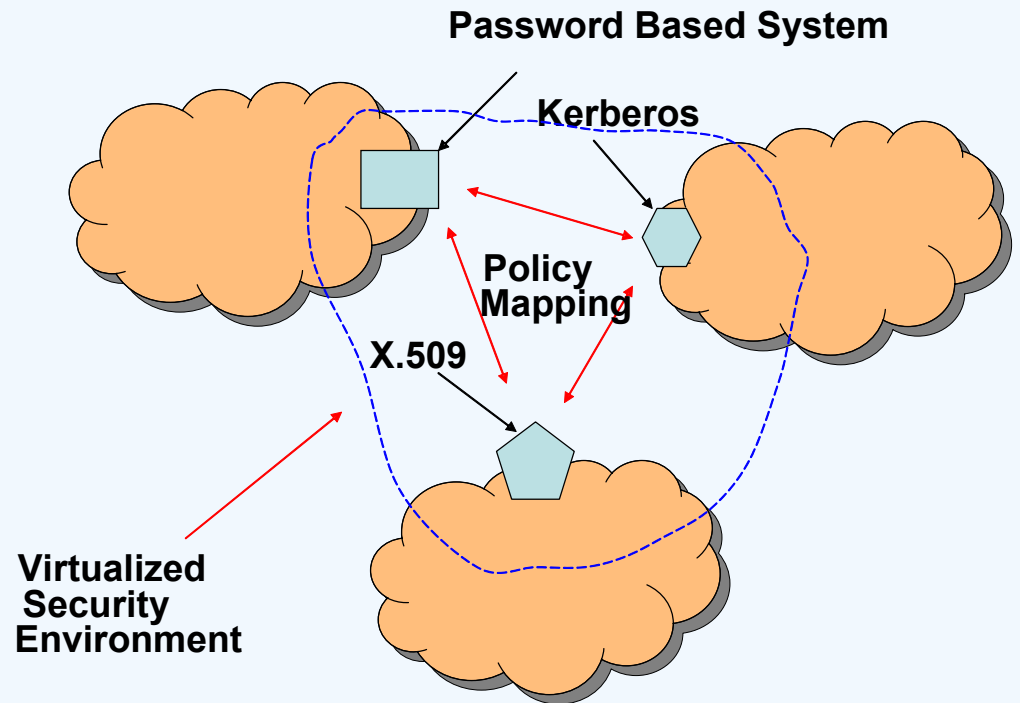 Password Based System
Kerberos
Policy
Mapping
X.509
Virtualized
Security
Environment